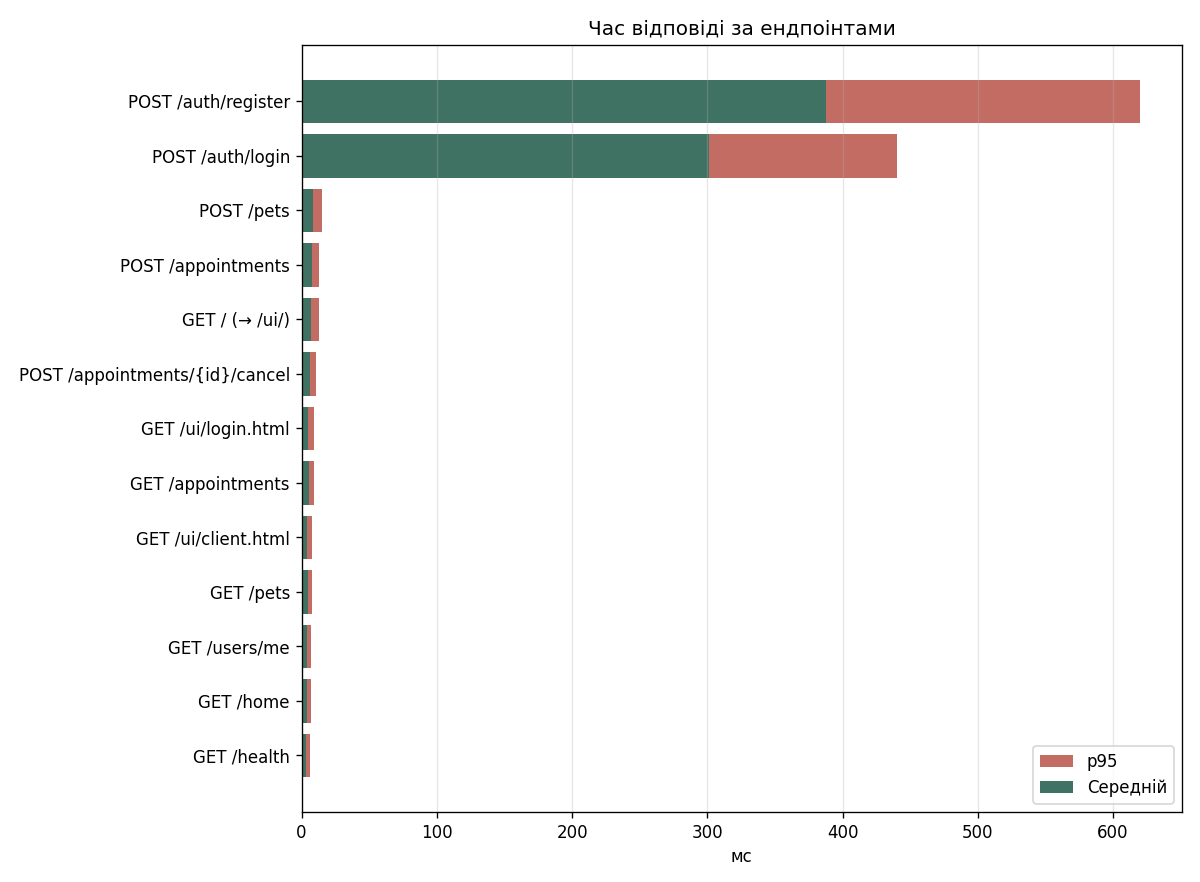 Час відповіді за ендпоінтами
POST /auth/register
POST /auth/login
POST /pets
POST /appointments
GET / (→ /ui/)
POST /appointments/{id}/cancel
GET /ui/login.html
GET /appointments
GET /ui/client.html
GET /pets
GET /users/me
GET /home
GET /health
p95
Середній
0 100 200 300 400 500 600
мс